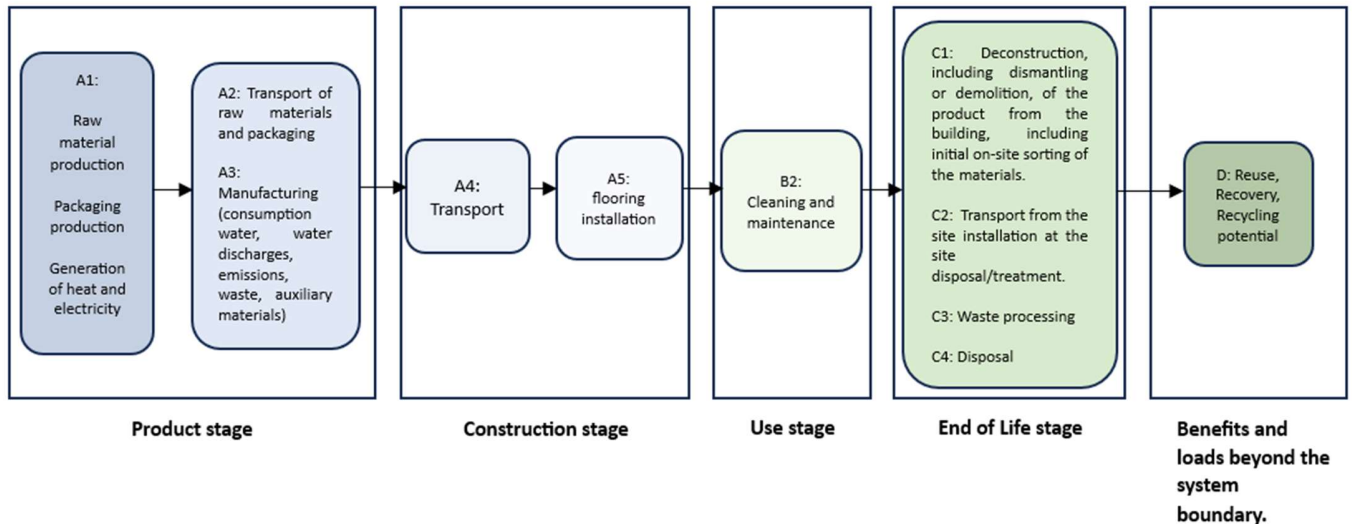 A1:
Raw
material
production
Packaging
production
Generation
of heat and
electricity
A2: Transport of
raw materials
and packaging
A3:
Manufacturing
(consumption
water, water
discharges,
emissions,
waste, auxiliary
materials)
A4:
Transport
A5:
flooring
installation
B2:
Cleaning and
maintenance
C1: Deconstruction,
including dismantling
or demolition, of the
product from the
building, including
initial on-site sorting of
the materials.
C2: Transport from the
site installation at the
site
disposal/treatment.
C3: Waste processing
C4: Disposal
D: Reuse,
Recovery,
Recycling
potential
Product stage
Construction stage
Use stage
End of Life stage
Benefits and
loads beyond the
system
boundary.